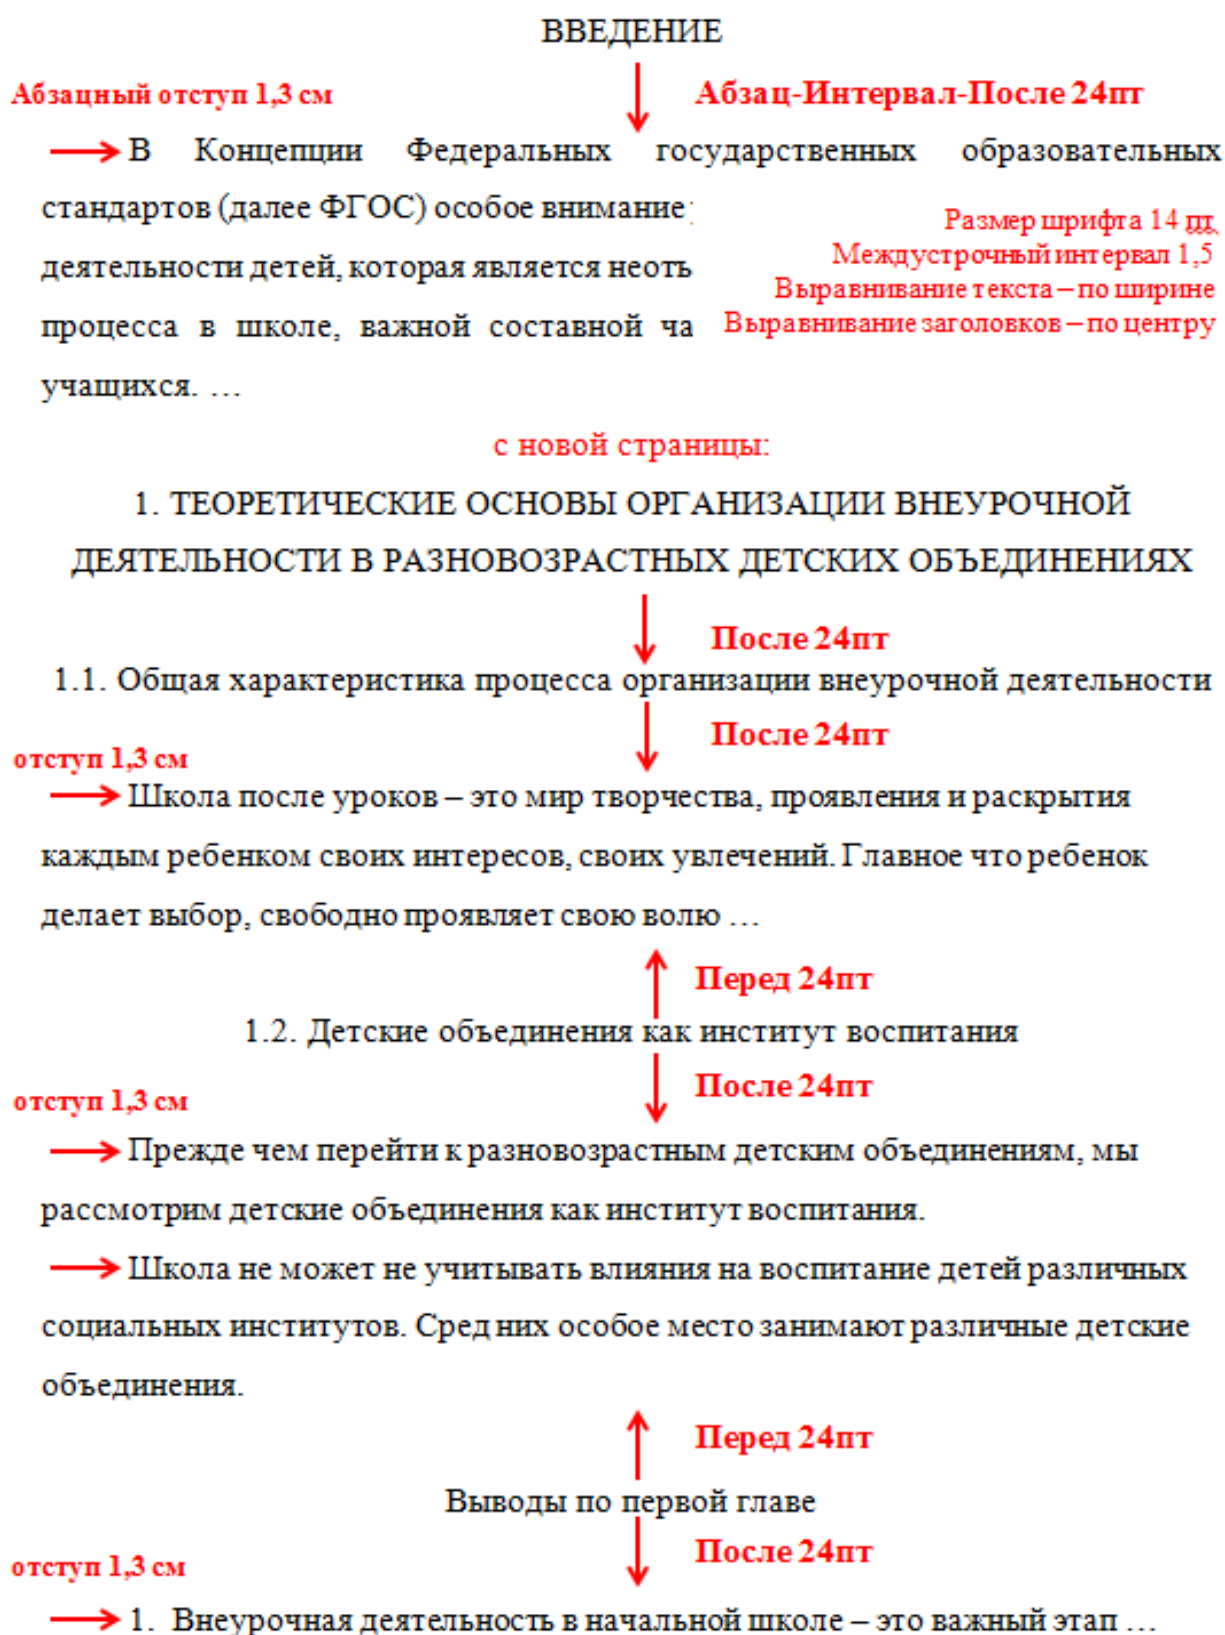 ВВЕДЕНИЕ
Абзацный отступ 1,3 см
Абзац-Интервал-После 24пт
В Концепции Федеральных государственных образовательных
стандартов (далее ФГОС) особое внимание
Размер шрифта 14 пт
Междустрочный интервал 1,5
деятельности детей, которая является неотъ
Выравнивание текста – по ширине
процесса в школе, важной составной ча
Выравнивание заголовков – по центру
учащихся. …
с новой страницы:
1. ТЕОРЕТИЧЕСКИЕ ОСНОВЫ ОРГАНИЗАЦИИ ВНЕУРОЧНОЙ
ДЕЯТЕЛЬНОСТИ В РАЗНОВОЗРАСТНЫХ ДЕТСКИХ ОБЪЕДИНЕНИЯХ
После 24пт
1.1. Общая характеристика процесса организации внеурочной деятельности
После 24пт
отступ 1,3 см
Школа после уроков – это мир творчества, проявления и раскрытия
каждым ребенком своих интересов, своих увлечений. Главное что ребенок
делает выбор, свободно проявляет свою волю …
Перед 24пт
1.2. Детские объединения как институт воспитания
После 24пт
отступ 1,3 см
Прежде чем перейти к разновозрастным детским объединениям, мы
рассмотрим детские объединения как институт воспитания.
Школа не может не учитывать влияния на воспитание детей различных
социальных институтов. Сред них особое место занимают различные детские
объединения.
Перед 24пт
Выводы по первой главе
После 24пт
отступ 1,3 см
1. Внеурочная деятельность в начальной школе – это важный этап …